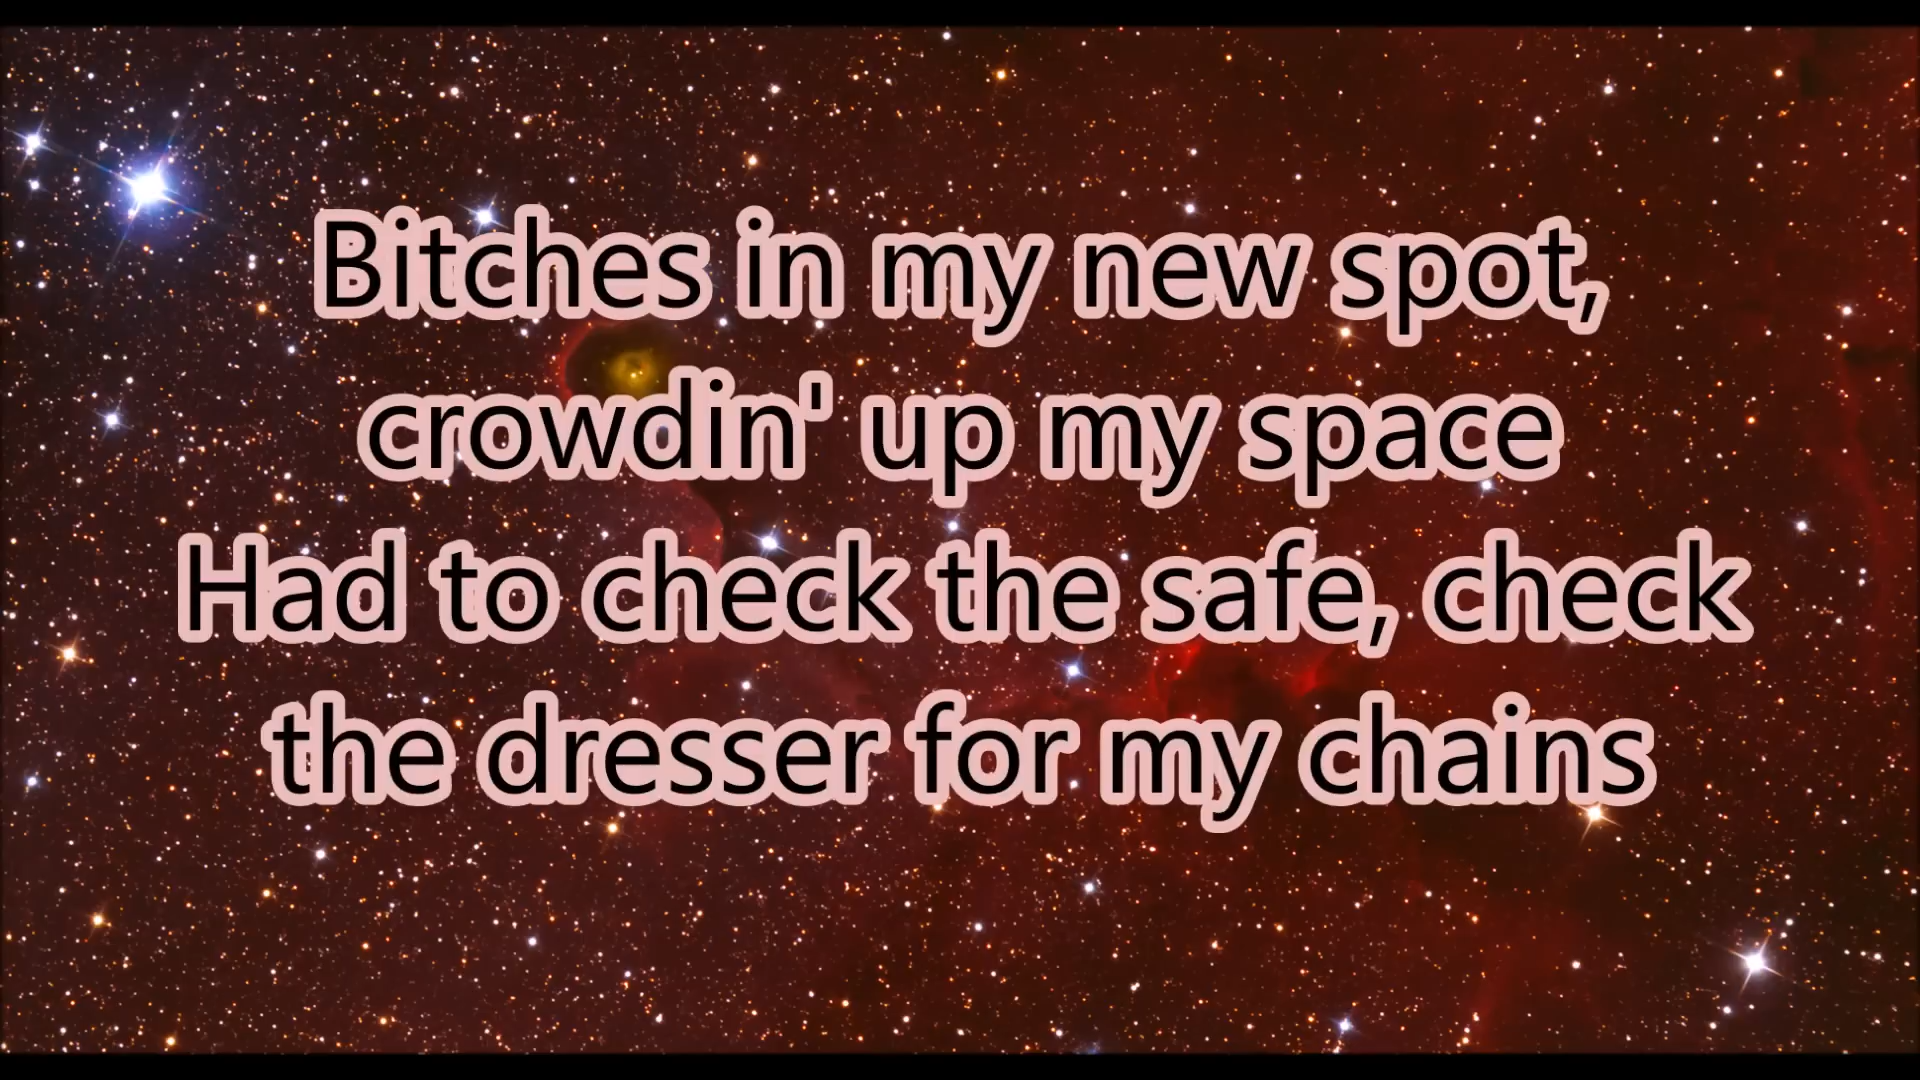 Bitches in my new spot,
crowdin' up my space
Had to check the safe, check
the dresser for my chains